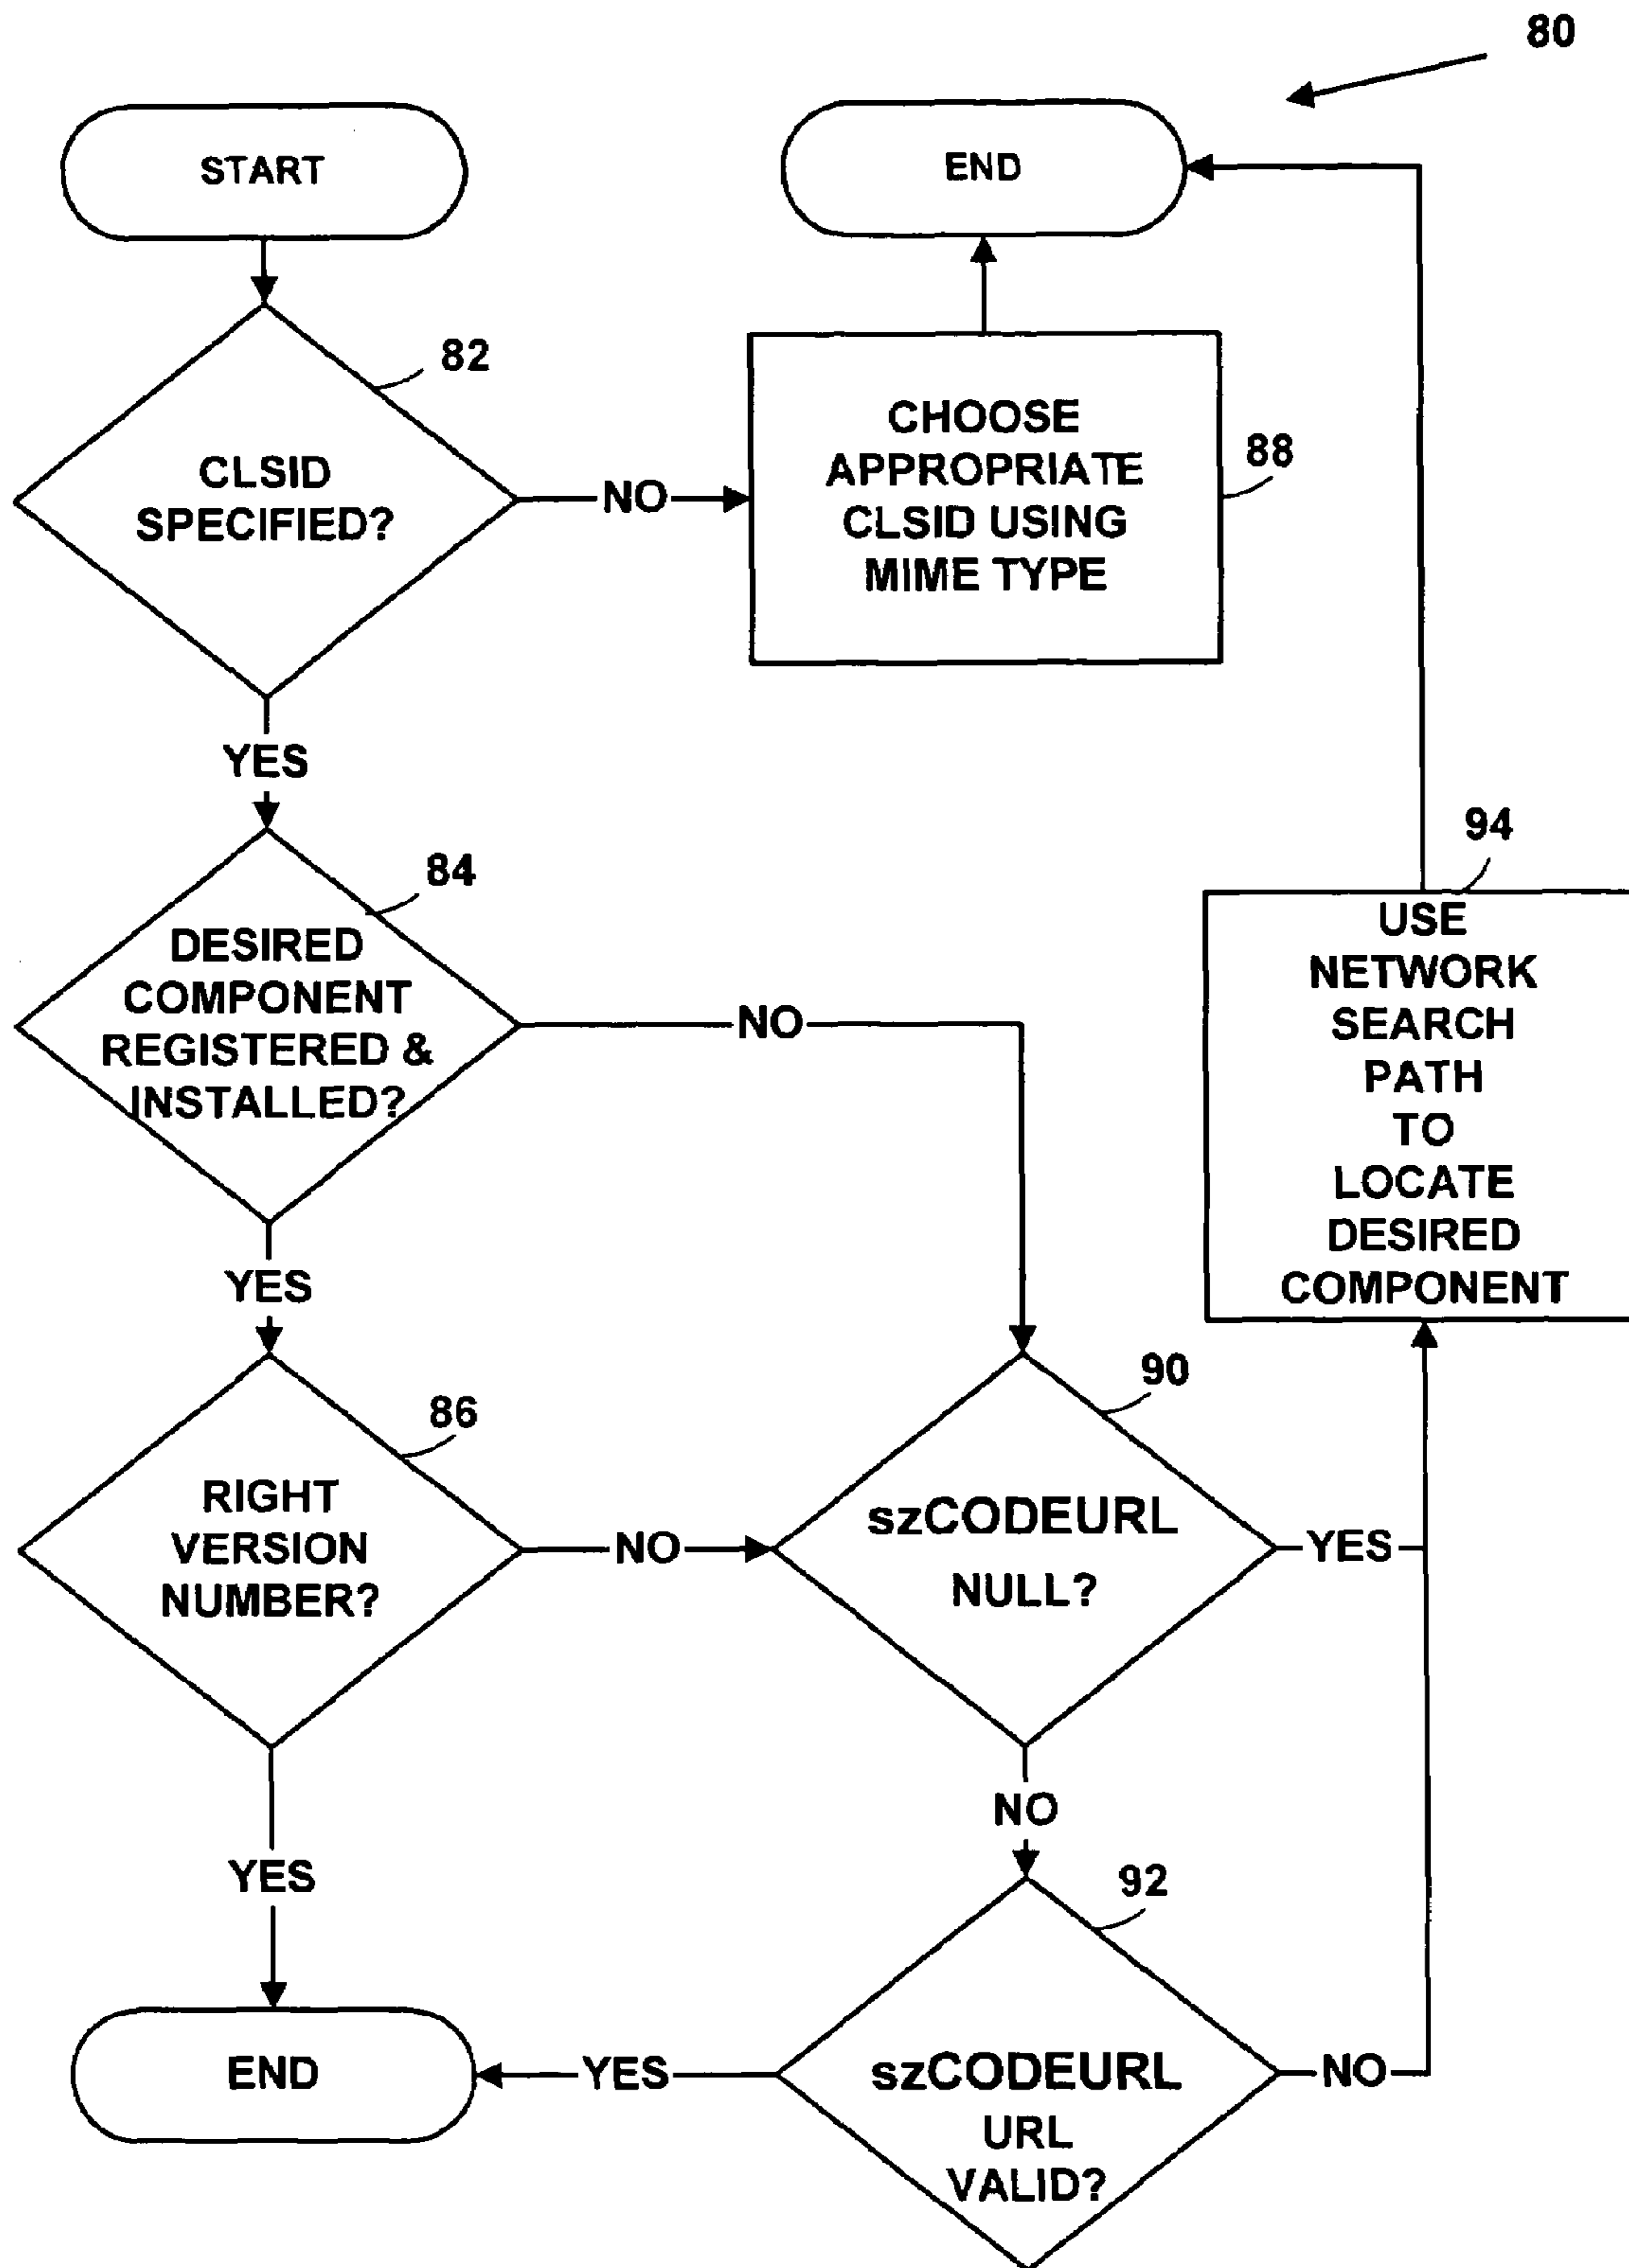 80
START
END
82
CLSID
SPECIFIED?
NO
CHOOSE
APPROPRIATE
CLSID USING
MIME TYPE
88
YES
84
DESIRED
COMPONENT
REGISTERED &
INSTALLED?
NO
94
USE
NETWORK
SEARCH
PATH
TO
LOCATE
DESIRED
COMPONENT
YES
86
RIGHT
VERSION
NUMBER?
NO
90
szCODEURL
NULL?
YES
NO
YES
92
szCODEURL
URL
VALID?
YES
NO
END